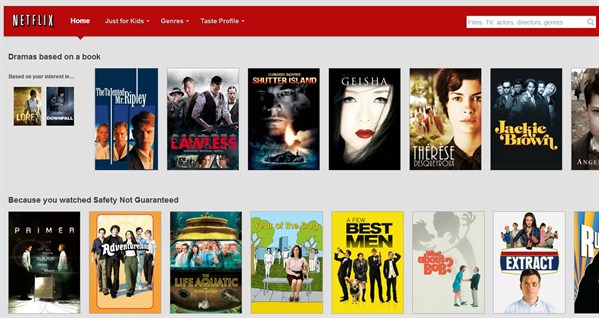 NETFLIX
Home
Just for Kids
Genres
Taste Profile
Films, TV, actors, directors, genres
Dramas based on a book
Based on your interest in...
LORE
DOWNFALL
The Talented
Mr. Ripley
LAWLESS
LEONARDO DICAPRIO
SHUTTER ISLAND
GEISHA
THÉRÈSE
DESQUEYROUX
Jackie
Brown
ANGE
Because you watched Safety Not Guaranteed
PRIMER
Adventureland
THE
LIFE AQUATIC
Year of the Dog
A FEW
BEST
MEN
What
about
BOB?
EXTRACT